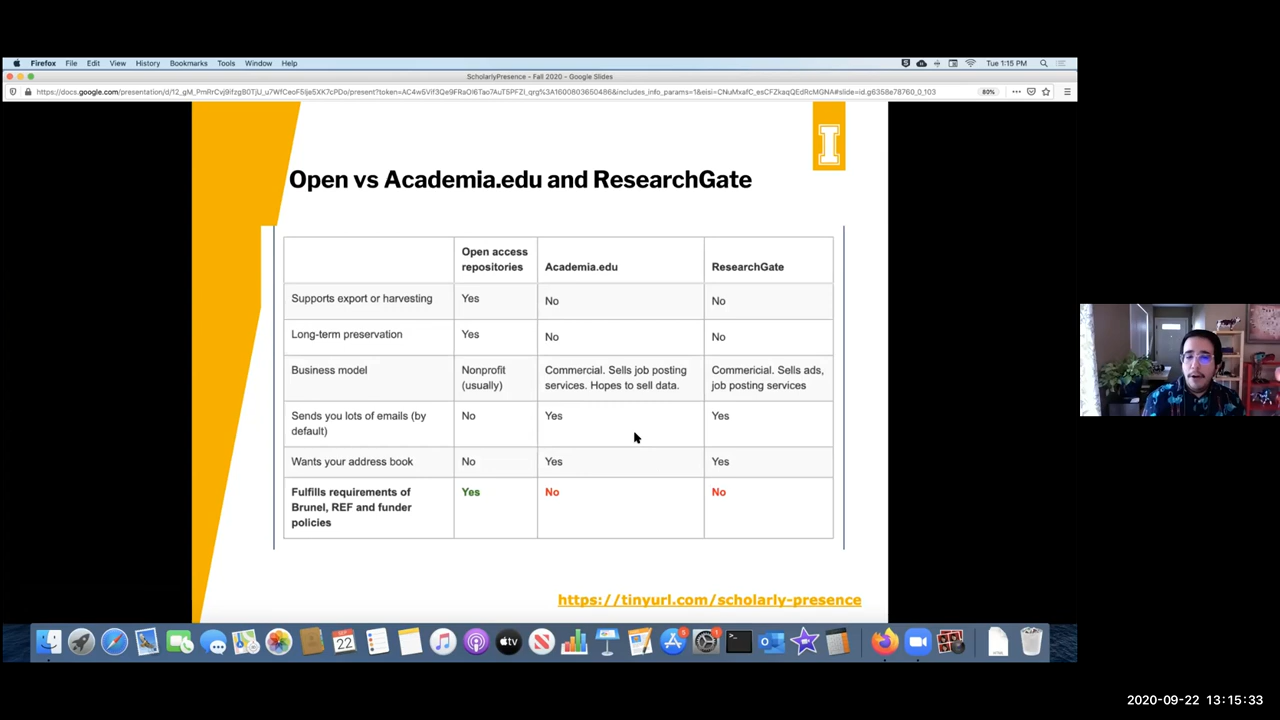 Firefox File Edit View History Bookmarks Tools Window Help Tue 1:15 PM
ScholarlyPresence - Fall 2020 - Google Slides
80%
I
Open vs Academia.edu and ResearchGate
Open access
repositories
Academia.edu
ResearchGate
Supports export or harvesting
Yes
No
No
Long-term preservation
Yes
No
No
Business model
Nonprofit
(usually)
Commercial. Sells job posting
services. Hopes to sell data.
Commericial. Sells ads,
job posting services
Sends you lots of emails (by
default)
No
Yes
Yes
Wants your address book
No
Yes
Yes
Fulfills requirements of
Brunel, REF and funder
policies
Yes
No
No
https://tinyurl.com/scholarly-presence
SEP
22
tv
2020-09-22 13:15:33